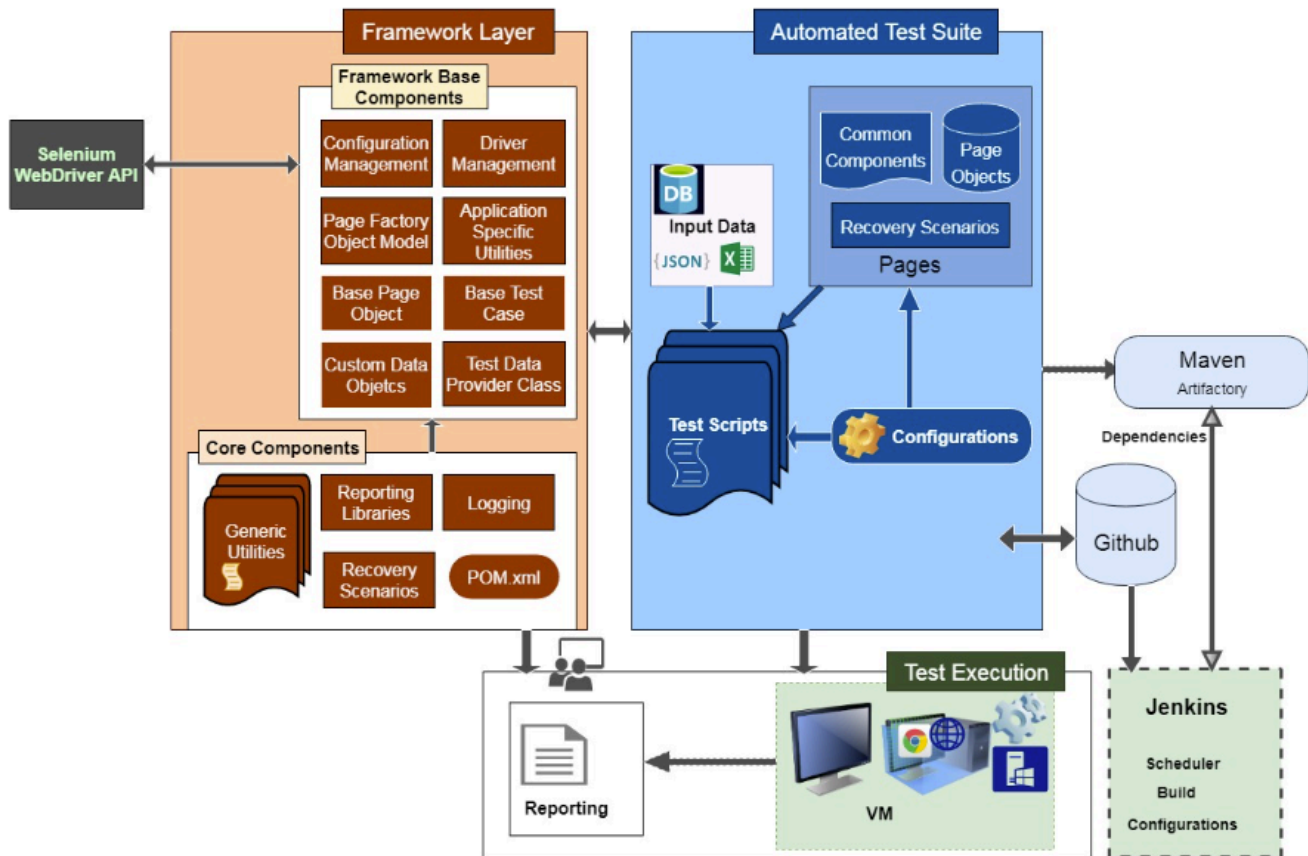 Framework Layer
Framework Base
Components
Configuration
Management
Driver
Management
Page Factory
Object Model
Application
Specific
Utilities
Base Page
Object
Base Test
Case
Custom Data
Objetcs
Test Data
Provider Class
Selenium
WebDriver API
Core Components
Generic
Utilities
Reporting
Libraries
Logging
Recovery
Scenarios
POM.xml
Automated Test Suite
DB
Input Data
{JSON}
X
Common
Components
Page
Objects
Recovery Scenarios
Pages
Test Scripts
Configurations
Maven
Artifactory
Dependencies
Github
Jenkins
Scheduler
Build
Configurations
Test Execution
Reporting
VM